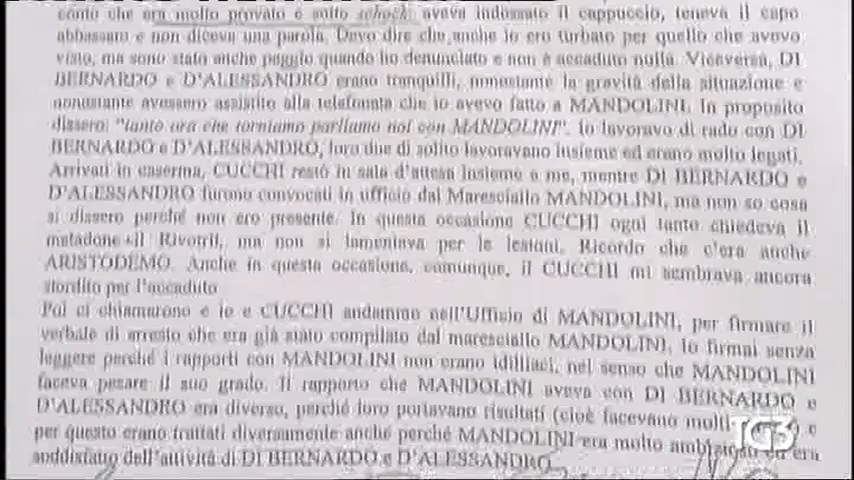 conto che era molto provato e sotto schock: aveva indossato il cappuccio, teneva il capo
abbassato e non diceva una parola. Devo dire che anche io ero turbato per quello che avevo
visto, ma sono stato anche peggio quando ho denunciato e non è accaduto nulla. Viceversa, DI
BERNARDO e D'ALESSANDRO erano tranquilli, nonostante la gravità della situazione e
nonostante avessero assistito alla telefonata che io avevo fatto a MANDOLINI. In proposito
dissero: "tanto ora che torniamo parliamo noi con MANDOLINI". Io lavoravo di rado con DI
BERNARDO e D'ALESSANDRO, loro due di solito lavoravano insieme ed erano molto legati.
Arrivati in caserma, CUCCHI restò in sala d'attesa insieme a me, mentre DI BERNARDO e
D'ALESSANDRO furono convocati in ufficio dal Maresciallo MANDOLINI, ma non so cosa
si dissero perché non ero presente. In questa occasione CUCCHI ogni tanto chiedeva il
metadone il Rivotril, ma non si lamentava per le lesioni. Ricordo che c'era anche
ARISTODEMO. Anche in questa occasione, comunque, il CUCCHI mi sembrava ancora
stordito per l'accaduto
Poi ci chiamarono e io e CUCCHI andammo nell'Ufficio di MANDOLINI, per firmare il
verbale di arresto che era già stato compilato dal maresciallo MANDOLINI. Io firmai senza
leggere perché i rapporti con MANDOLINI non erano idilliaci, nel senso che MANDOLINI
faceva pesare il suo grado. Il rapporto che MANDOLINI aveva con DI BERNARDO e
D'ALESSANDRO era diverso, perché loro portavano risultati (cioè facevano molti e
per questo erano trattati diversamente anche perché MANDOLINI era molto ed era
soddisfatto dell'attività di DI BERNARDO e D'ALESSANDRO
TG3